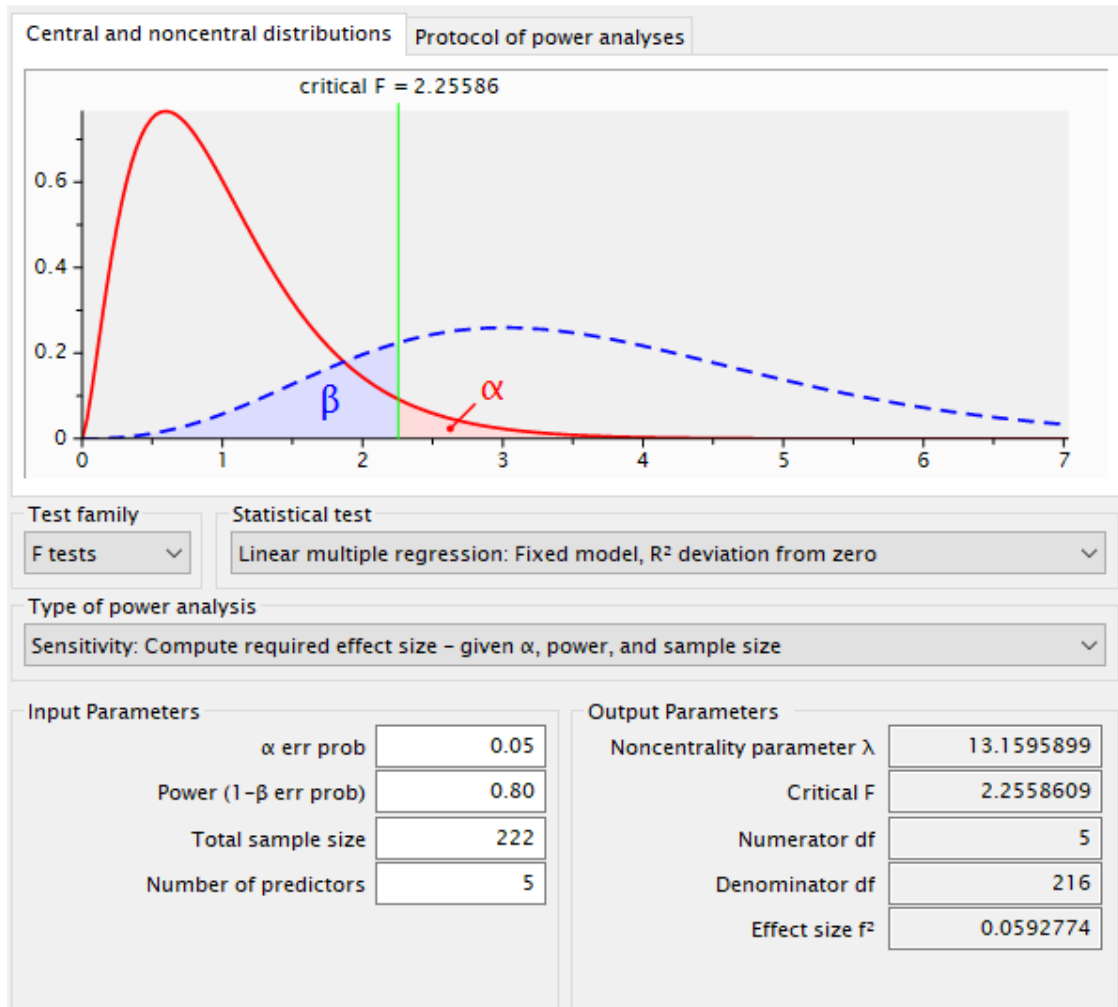 Central and noncentral distributions
Protocol of power analyses
critical F = 2.25586
0.6
0.4
0.2
0
β
α
0 1 2 3 4 5 6 7
Test family
Statistical test
F tests
Linear multiple regression: Fixed model, R² deviation from zero
Type of power analysis
Sensitivity: Compute required effect size – given α, power, and sample size
Input Parameters
α err prob 0.05
Power (1-β err prob) 0.80
Total sample size 222
Number of predictors 5
Output Parameters
Noncentrality parameter λ 13.1595899
Critical F 2.2558609
Numerator df 5
Denominator df 216
Effect size f² 0.0592774